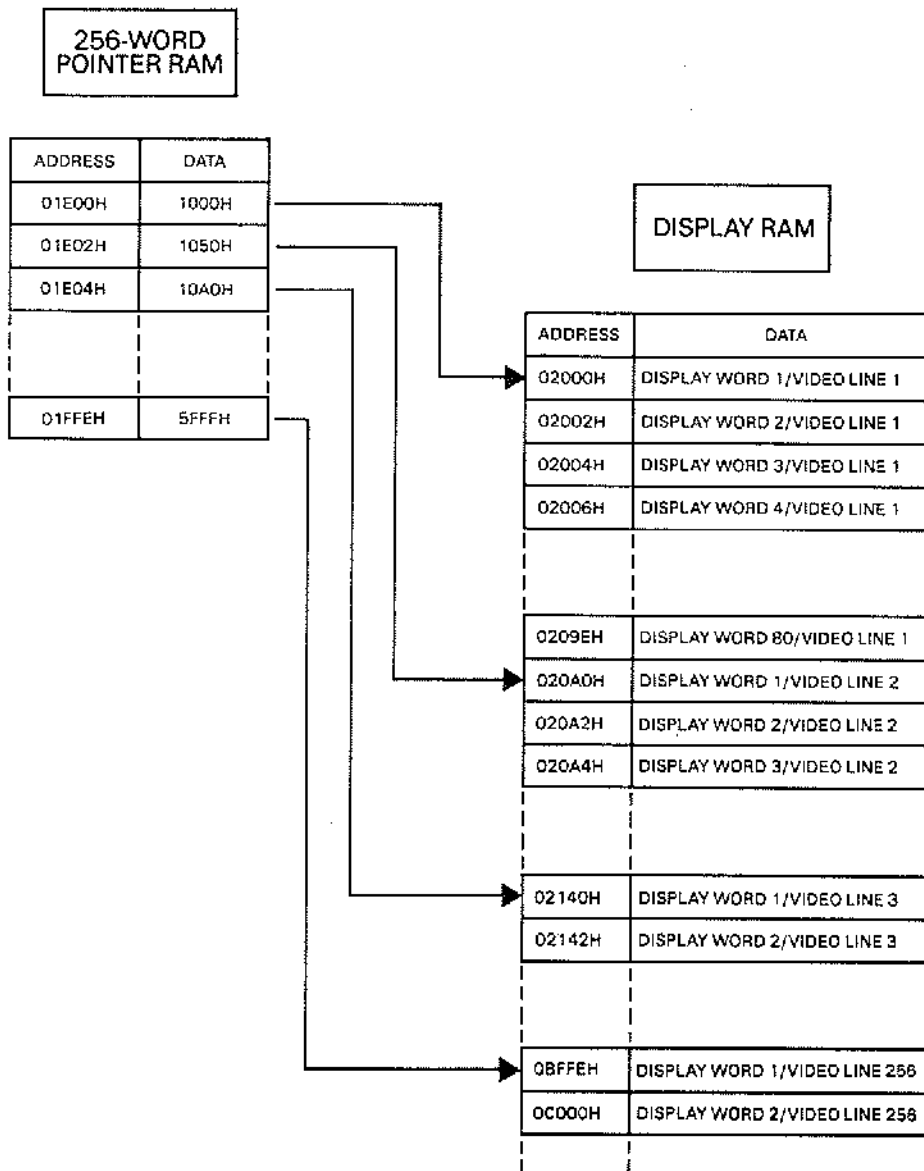 256-WORD
POINTER RAM
ADDRESS DATA
01E00H 1000H
01E02H 1050H
01E04H 10A0H
01FFEH 5FFFH
DISPLAY RAM
ADDRESS DATA
02000H DISPLAY WORD 1/VIDEO LINE 1
02002H DISPLAY WORD 2/VIDEO LINE 1
02004H DISPLAY WORD 3/VIDEO LINE 1
02006H DISPLAY WORD 4/VIDEO LINE 1
0209EH DISPLAY WORD 80/VIDEO LINE 1
020A0H DISPLAY WORD 1/VIDEO LINE 2
020A2H DISPLAY WORD 2/VIDEO LINE 2
020A4H DISPLAY WORD 3/VIDEO LINE 2
02140H DISPLAY WORD 1/VIDEO LINE 3
02142H DISPLAY WORD 2/VIDEO LINE 3
0BFFEH DISPLAY WORD 1/VIDEO LINE 256
0C000H DISPLAY WORD 2/VIDEO LINE 256